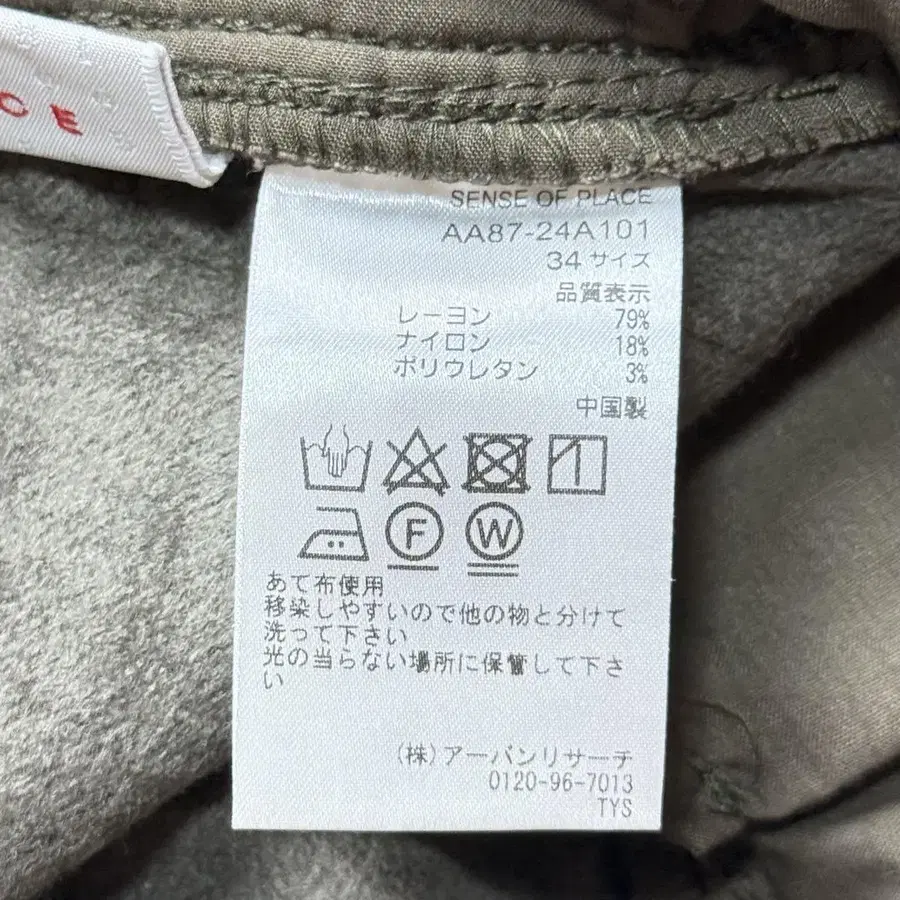 CE
SENSE OF PLACE
AA87-24A101
34サイズ
品質表示
レーヨン 79%
ナイロン 18%
ポリウレタン 3%
中国製
F W
あて布使用
移染しやすいので他の物と分けて
洗って下さい
光の当らない場所に保管して下さ
い
(株)アーバンリサーチ
0120-96-7013
TYS